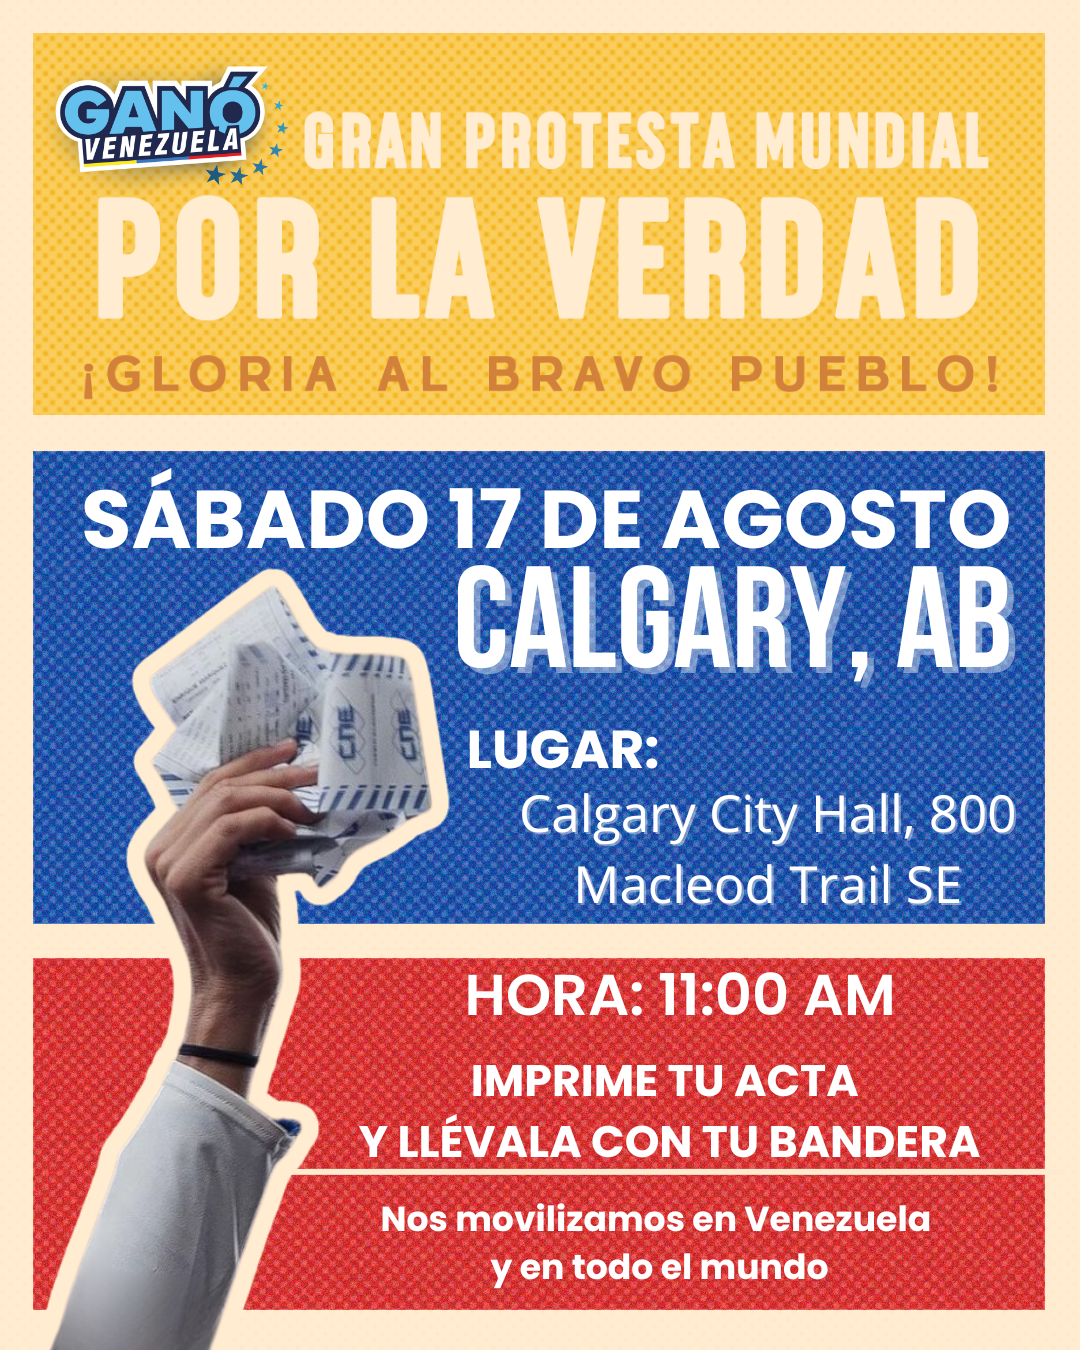 GANÓ
VENEZUELA
GRAN PROTESTA MUNDIAL
POR LA VERDAD
¡GLORIA AL BRAVO PUEBLO!
SÁBADO 17 DE AGOSTO
CALGARY, AB
CNE
CNE
LUGAR:
Calgary City Hall, 800
Macleod Trail SE
HORA: 11:00 AM
IMPRIME TU ACTA
Y LLÉVALA CON TU BANDERA
Nos movilizamos en Venezuela
y en todo el mundo